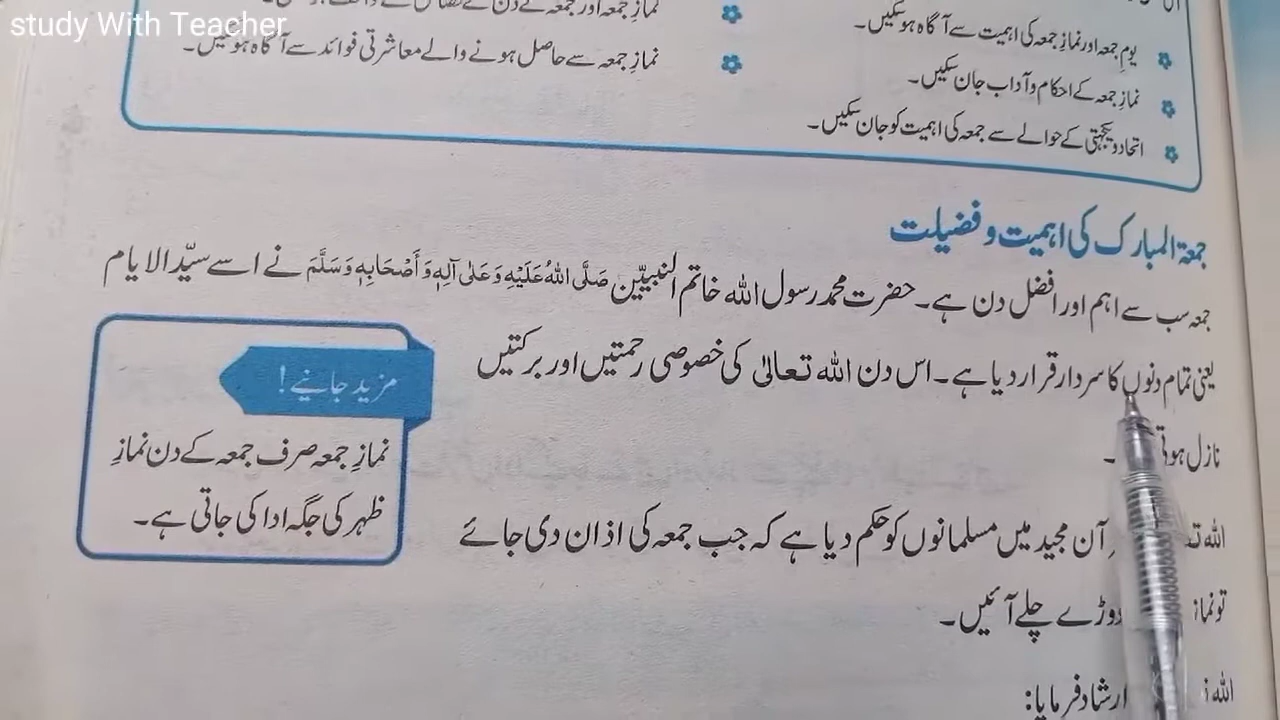 study With Teacher
یومِ جمعہ اور نمازِ جمعہ کی اہمیت سے آگاہ ہو سکیں۔
نمازِ جمعہ کے احکام و آداب جان سکیں۔
اتحاد و یکجہتی کے حوالے سے جمعہ کی اہمیت کو جان سکیں۔
نمازِ جمعہ اور جمعہ کے دن کے
نمازِ جمعہ سے حاصل ہونے والے معاشرتی فوائد سے آگاہ ہو سکیں۔
جمعۃ المبارک کی اہمیت و فضیلت
جمعہ سب سے اہم اور افضل دن ہے۔ حضرت محمد رسول اللہ خاتم النبیّین صَلَّی اللہُ عَلَیْہِ وَعَلٰی آلِہٖ وَاَصْحَابِہٖ وَسَلَّمَ نے اسے سیّد الایام
یعنی تمام دنوں کا سردار قرار دیا ہے۔ اس دن اللہ تعالیٰ کی خصوصی رحمتیں اور برکتیں
نازل
اللہ آن مجید میں مسلمانوں کو حکم دیا ہے کہ جب جمعہ کی اذان دی جائے
تو دوڑے چلے آئیں۔
اللہ ارشاد فرمایا:
مزید جانیے!
نمازِ جمعہ صرف جمعہ کے دن نمازِ
ظہر کی جگہ ادا کی جاتی ہے۔